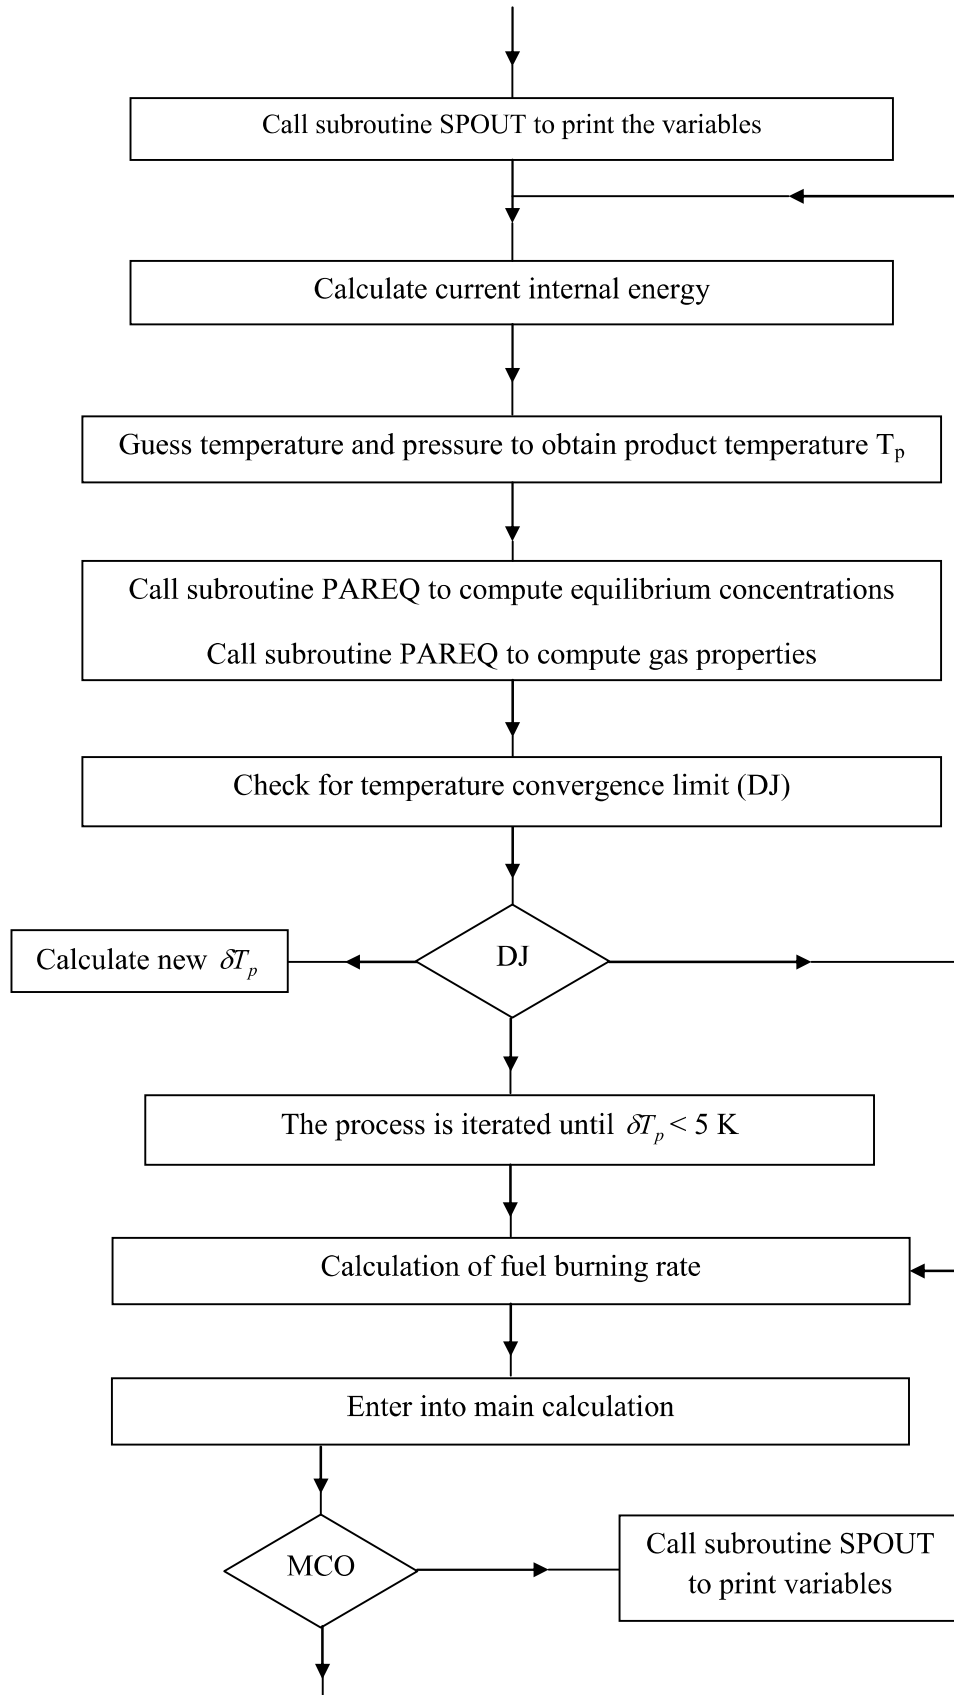 Call subroutine SPOUT to print the variables
Calculate current internal energy
Guess temperature and pressure to obtain product temperature Tₚ
Call subroutine PAREQ to compute equilibrium concentrations
Call subroutine PAREQ to compute gas properties
Check for temperature convergence limit (DJ)
Calculate new δTₚ
DJ
The process is iterated until δTₚ < 5 K
Calculation of fuel burning rate
Enter into main calculation
MCO
Call subroutine SPOUT
to print variables